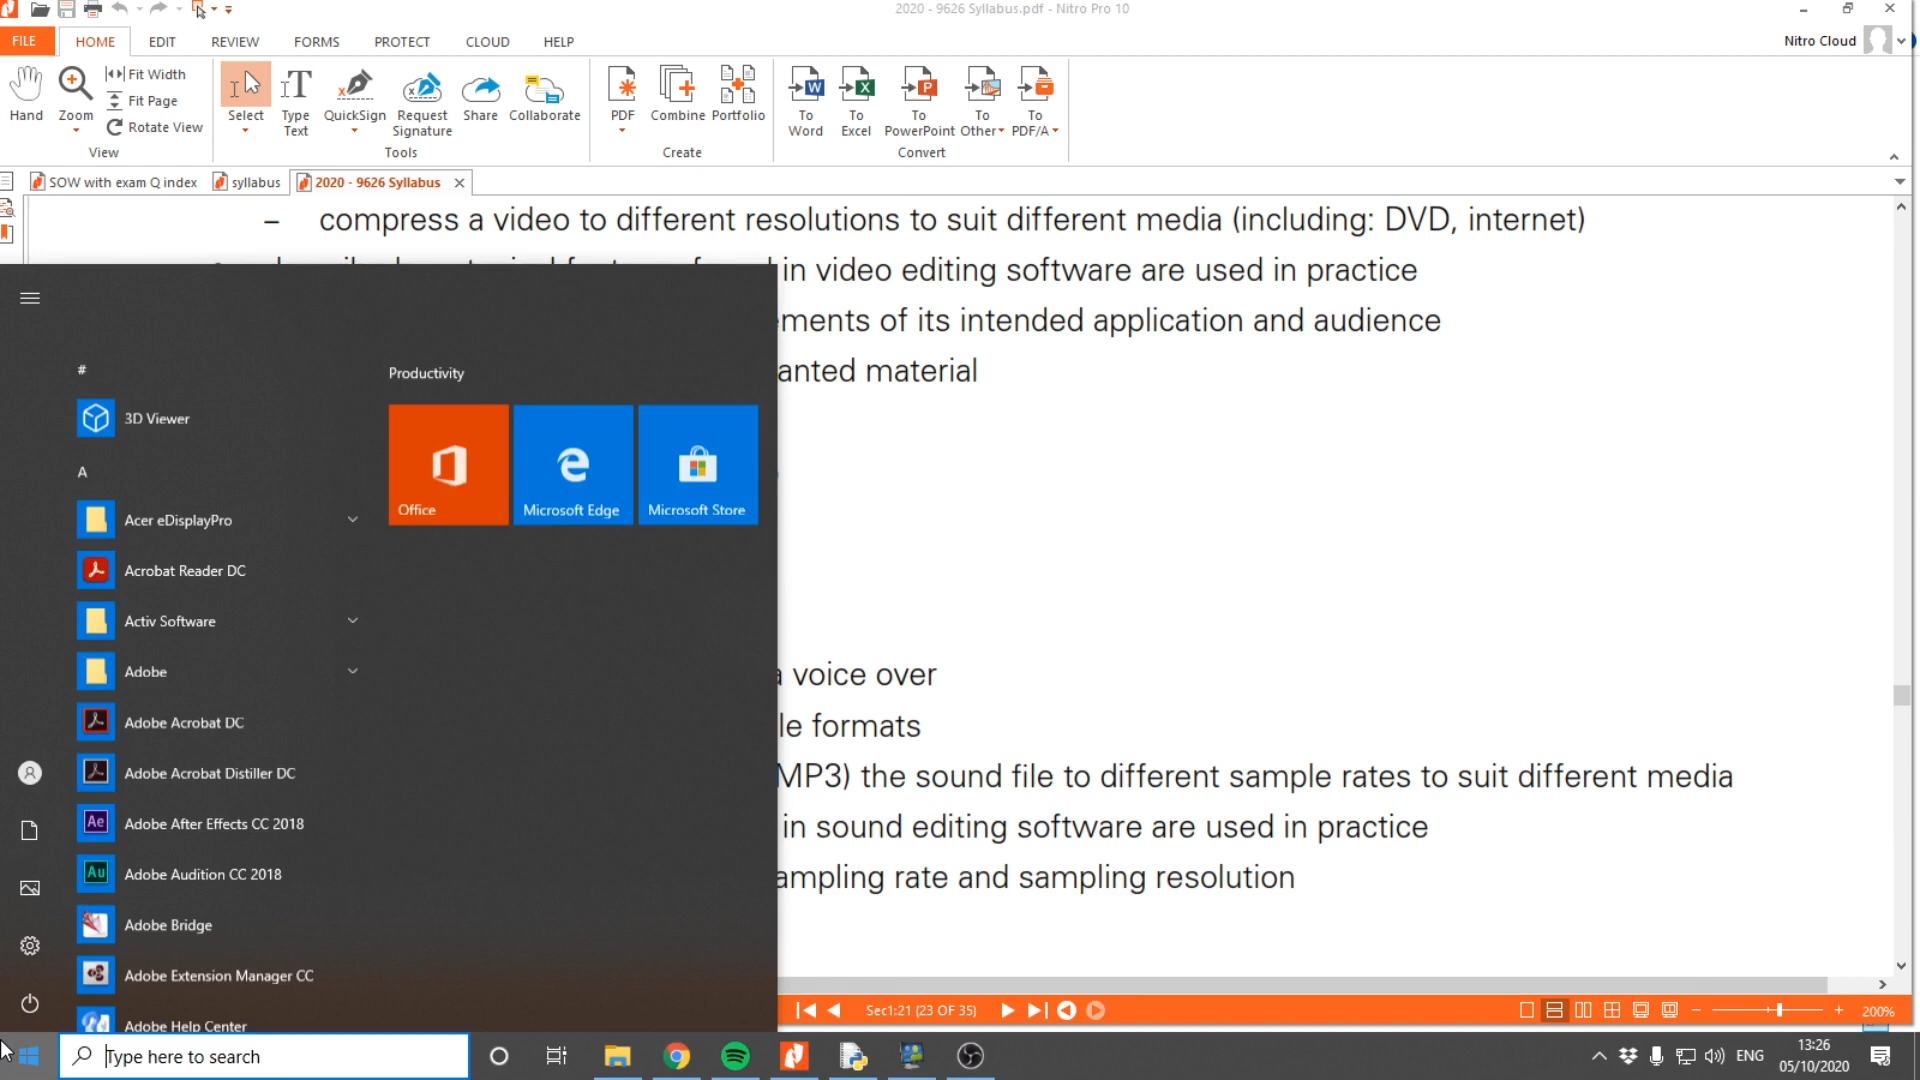 2020 - 9626 Syllabus.pdf - Nitro Pro 10
FILE HOME EDIT REVIEW FORMS PROTECT CLOUD HELP
Nitro Cloud
Hand
Zoom
Fit Width
Fit Page
Rotate View
View
Select
Type Text
QuickSign
Request Signature
Share
Collaborate
Tools
PDF
Combine
Portfolio
Create
To Word
To Excel
To PowerPoint
To Other
To PDF/A
Convert
SOW with exam Q index
syllabus
2020 - 9626 Syllabus
– compress a video to different resolutions to suit different media (including: DVD, internet)
in video editing software are used in practice
ements of its intended application and audience
anted material
a voice over
le formats
MP3) the sound file to different sample rates to suit different media
in sound editing software are used in practice
ampling rate and sampling resolution
#
3D Viewer
A
Acer eDisplayPro
Acrobat Reader DC
Activ Software
Adobe
Adobe Acrobat DC
Adobe Acrobat Distiller DC
Ae Adobe After Effects CC 2018
Au Adobe Audition CC 2018
Adobe Bridge
Adobe Extension Manager CC
Adobe Help Center
Productivity
Office
Microsoft Edge
Microsoft Store
Sec1:21 (23 OF 35)
200%
Type here to search
ENG
13:26
05/10/2020